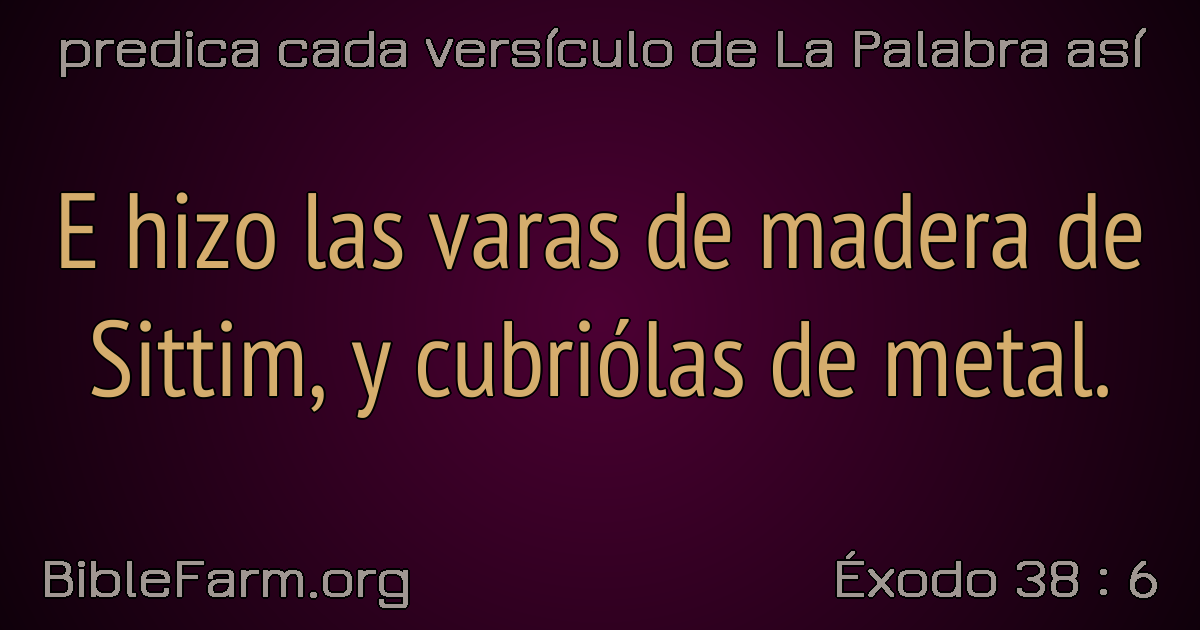 predica cada versículo de La Palabra así
E hizo las varas de madera de
Sittim, y cubriólas de metal.
BibleFarm.org
Éxodo 38 : 6